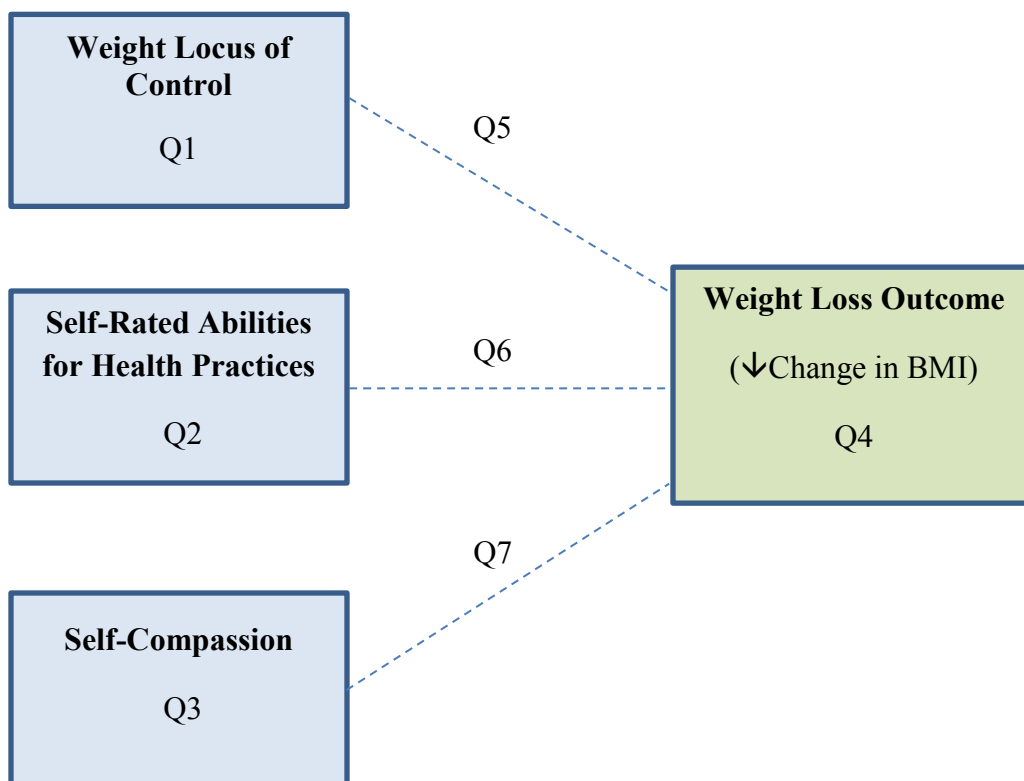 Weight Locus of
Control
Q1
Q5
Self-Rated Abilities
for Health Practices
Q2
Q6
Weight Loss Outcome
(↓Change in BMI)
Q4
Q7
Self-Compassion
Q3